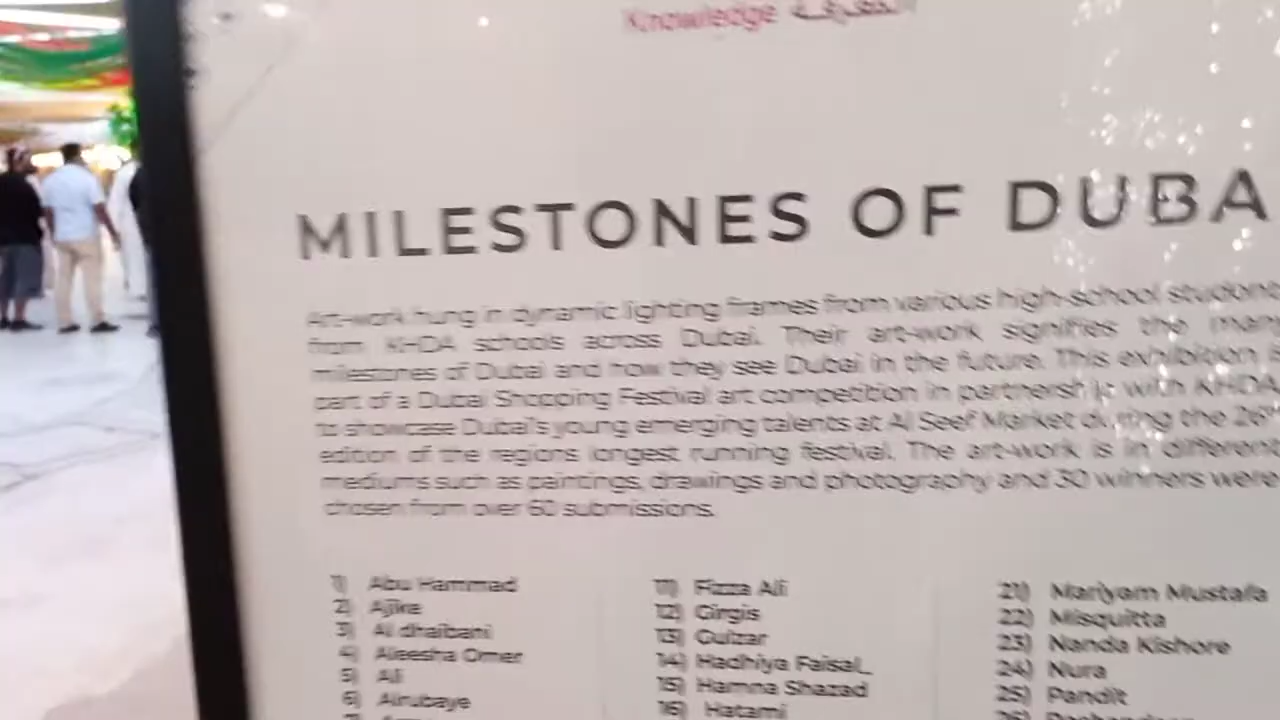 Knowledge المعرفة
MILESTONES OF DUBA
Art-work hung in dynamic lighting frames from various high-school student
from KHDA schools across Dubai. Their art-work signifies the many
milestones of Dubai and how they see Dubai in the future. This exhibition is
part of a Dubai Shopping Festival art competition in partnership with KHDA
to showcase Dubai's young emerging talents at Al Seef Market during the 26th
edition of the regions longest running festival. The art-work is in different
mediums such as paintings, drawings and photography and 30 winners were
chosen from over 60 submissions.
1) Abu Hammad
2) Ajike
3) Al dhaibani
4) Aleesha Omer
5) Ali
6) Alrubaye
11) Fizza Ali
12) Girgis
13) Gulzar
14) Hadhiya Faisal
15) Hamna Shazad
16) Hatami
21) Mariyam Mustafa
22) Misquitta
23) Nanda Kishore
24) Nura
25) Pandit